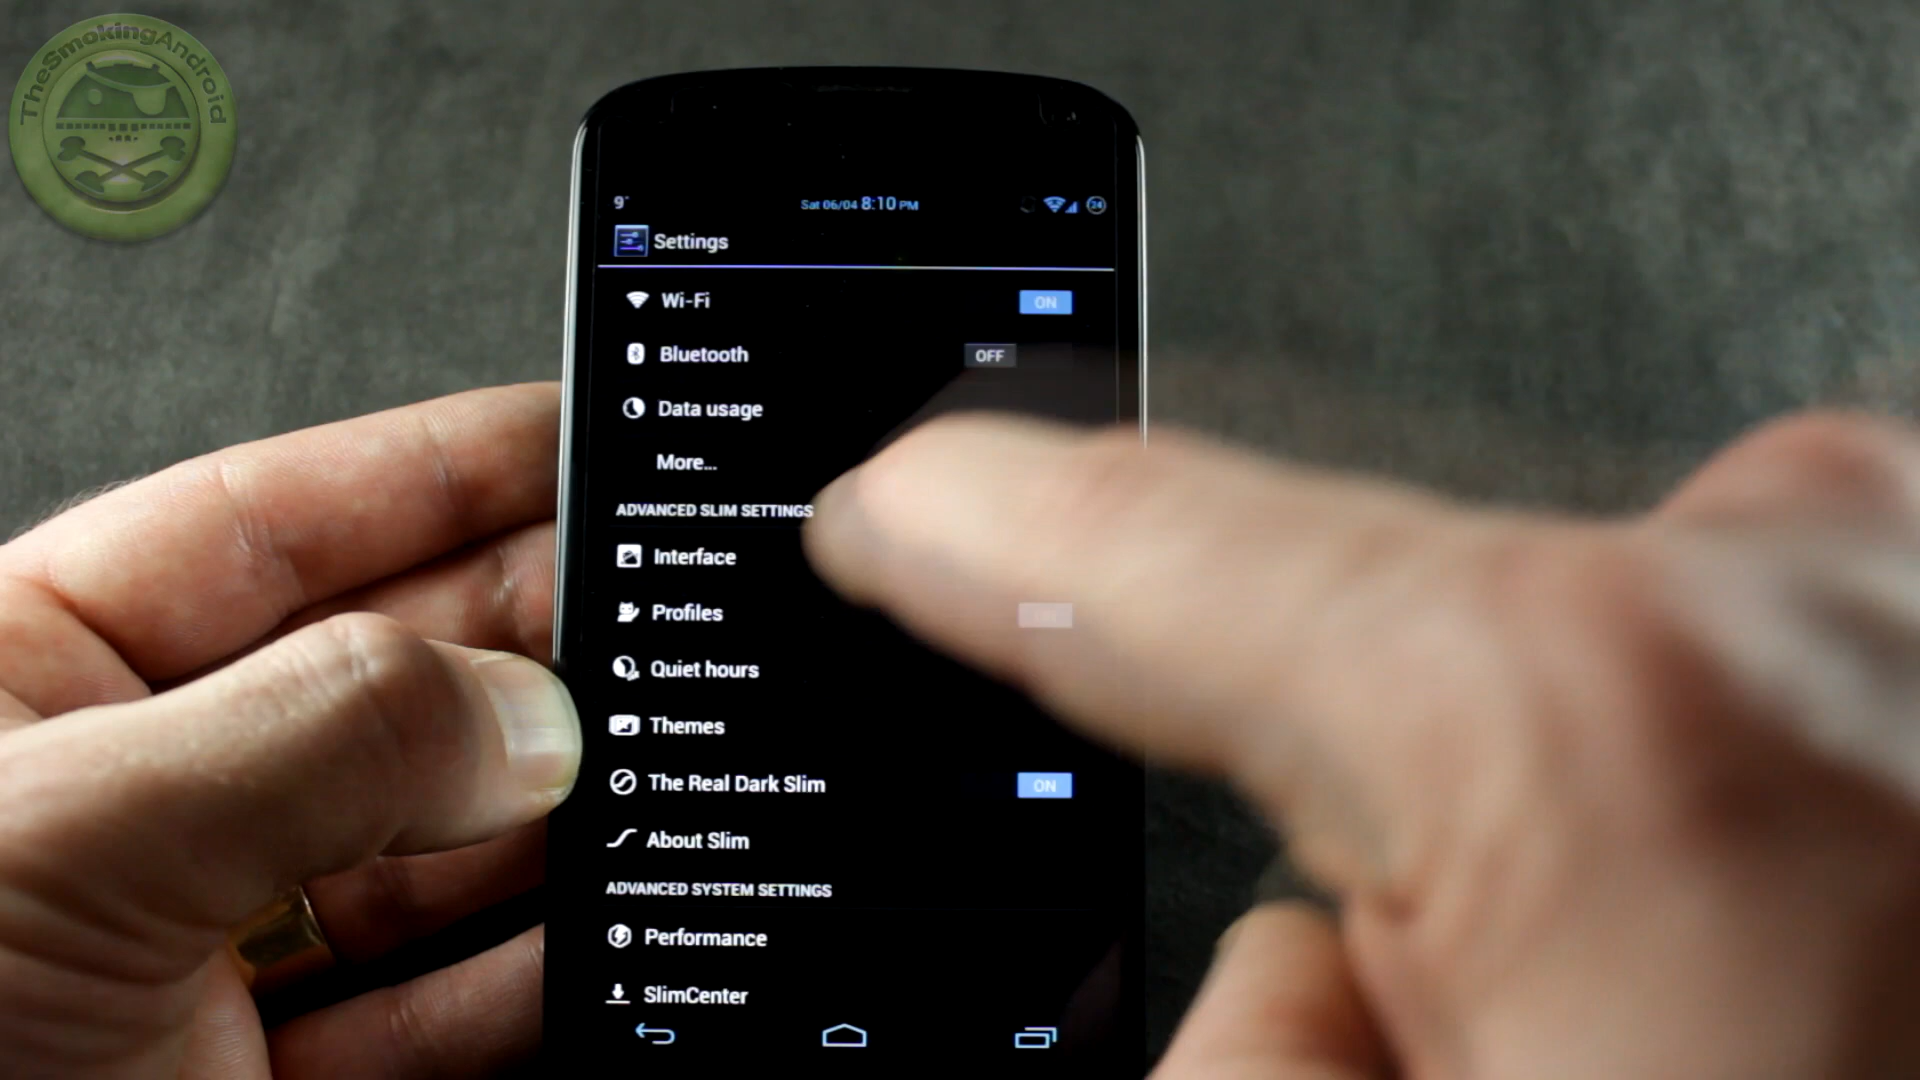 TheSmokingAndroid
9°
Sat 06/04 8:10 PM
24
Settings
Wi-Fi ON
Bluetooth OFF
Data usage
More...
ADVANCED SLIM SETTINGS
Interface
Profiles
Quiet hours
Themes
The Real Dark Slim ON
About Slim
ADVANCED SYSTEM SETTINGS
Performance
SlimCenter